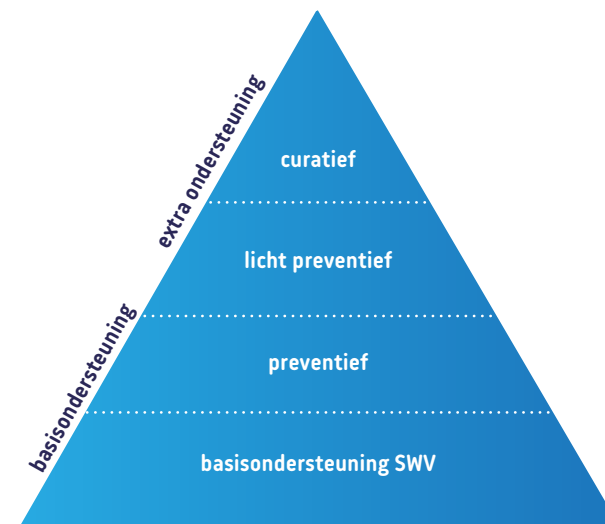 extra ondersteuning
curatief
licht preventief
basisondersteuning
preventief
basisondersteuning SWV